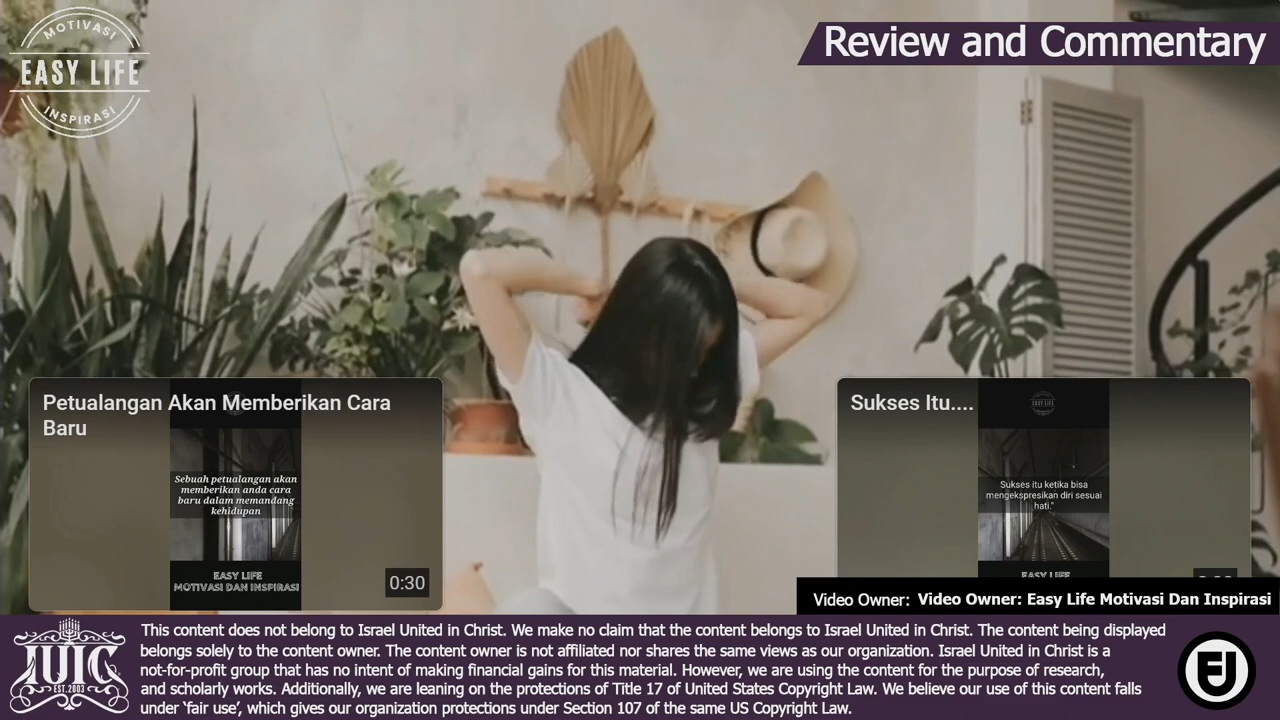 MOTIVASI
EASY LIFE
INSPIRASI
Review and Commentary
Petualangan Akan Memberikan Cara
Baru
Sebuah petualangan akan
memberikan anda cara
baru dalam memandang
kehidupan
EASY LIFE
MOTIVASI DAN INSPIRASI
0:30
Sukses Itu....
EASY LIFE
Sukses itu ketika bisa
mengekspresikan diri sesuai
hati."
EASY LIFE
Video Owner: Video Owner: Easy Life Motivasi Dan Inspirasi
IUIC
EST.2003
This content does not belong to Israel United in Christ. We make no claim that the content belongs to Israel United in Christ. The content being displayed
belongs solely to the content owner. The content owner is not affiliated nor shares the same views as our organization. Israel United in Christ is a
not-for-profit group that has no intent of making financial gains for this material. However, we are using the content for the purpose of research,
and scholarly works. Additionally, we are leaning on the protections of Title 17 of United States Copyright Law. We believe our use of this content falls
under ‘fair use’, which gives our organization protections under Section 107 of the same US Copyright Law.